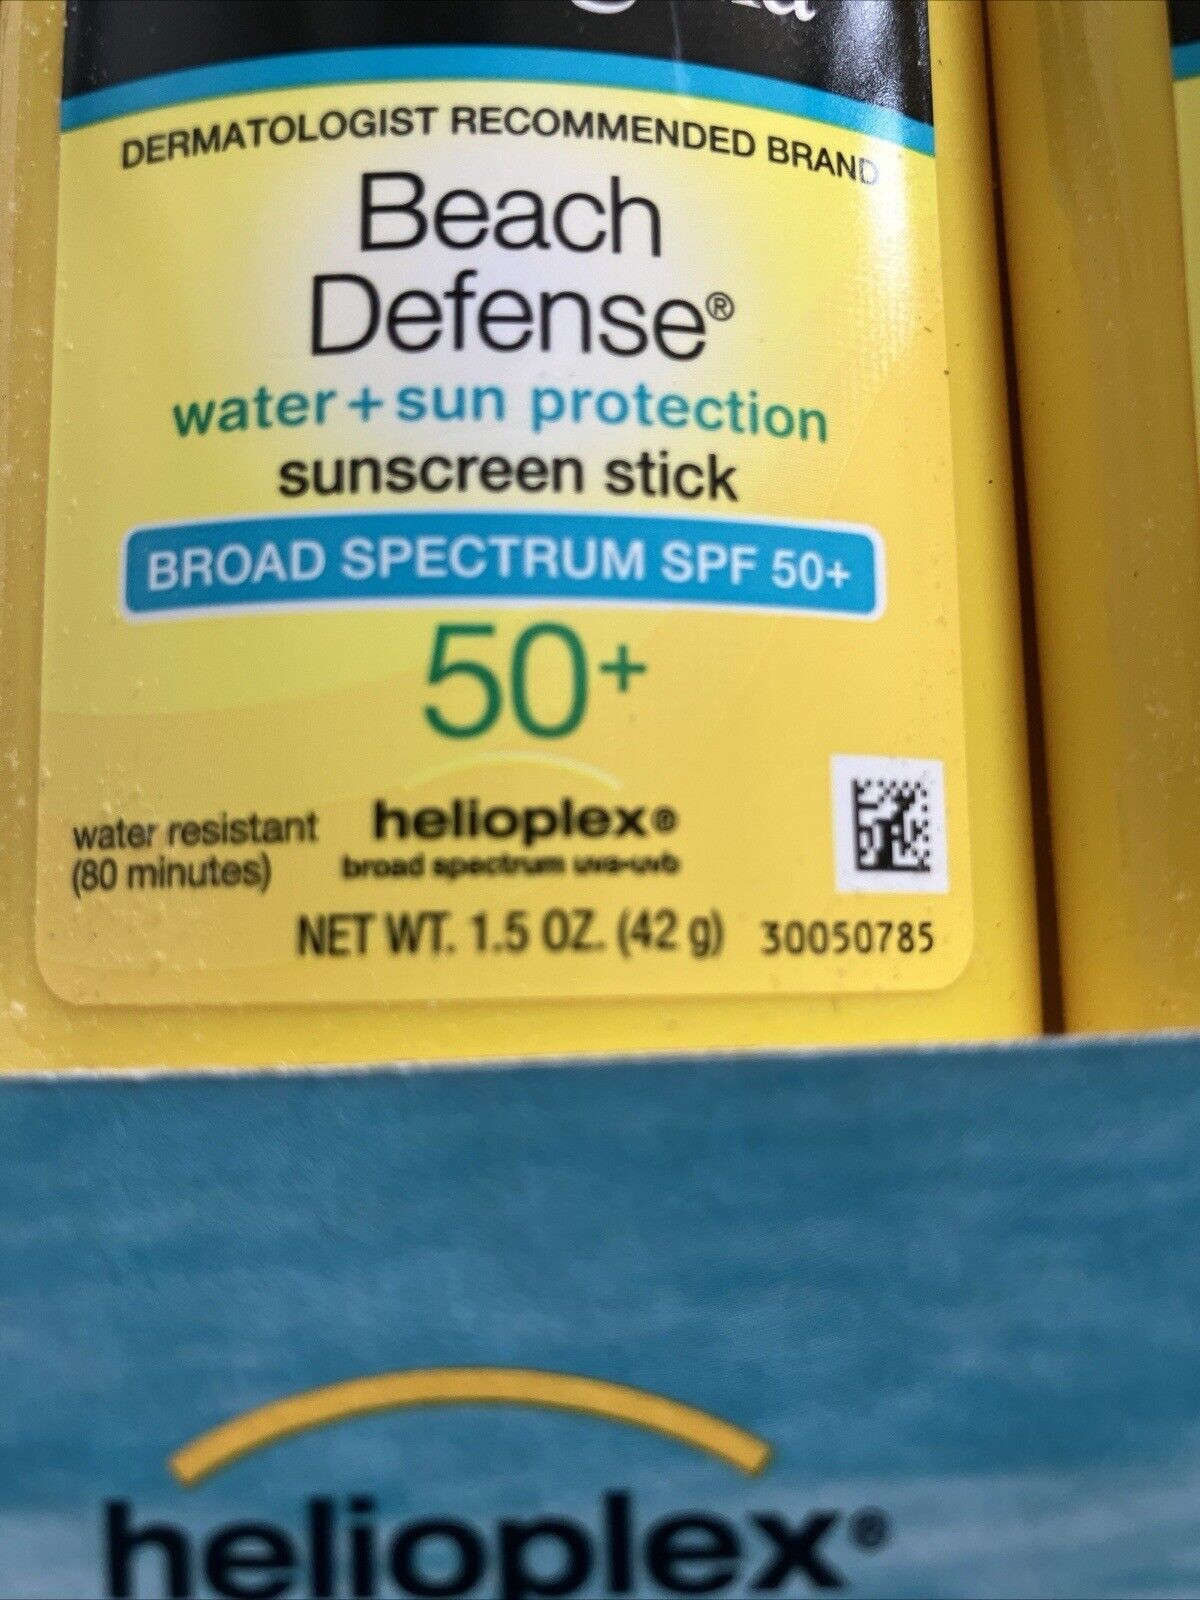 DERMATOLOGIST RECOMMENDED BRAND
Beach
Defense®
water + sun protection
sunscreen stick
BROAD SPECTRUM SPF 50+
50+
water resistant
(80 minutes)
helioplex®
broad spectrum uva-uvb
NET WT. 1.5 OZ. (42 g)
30050785
helioplex®